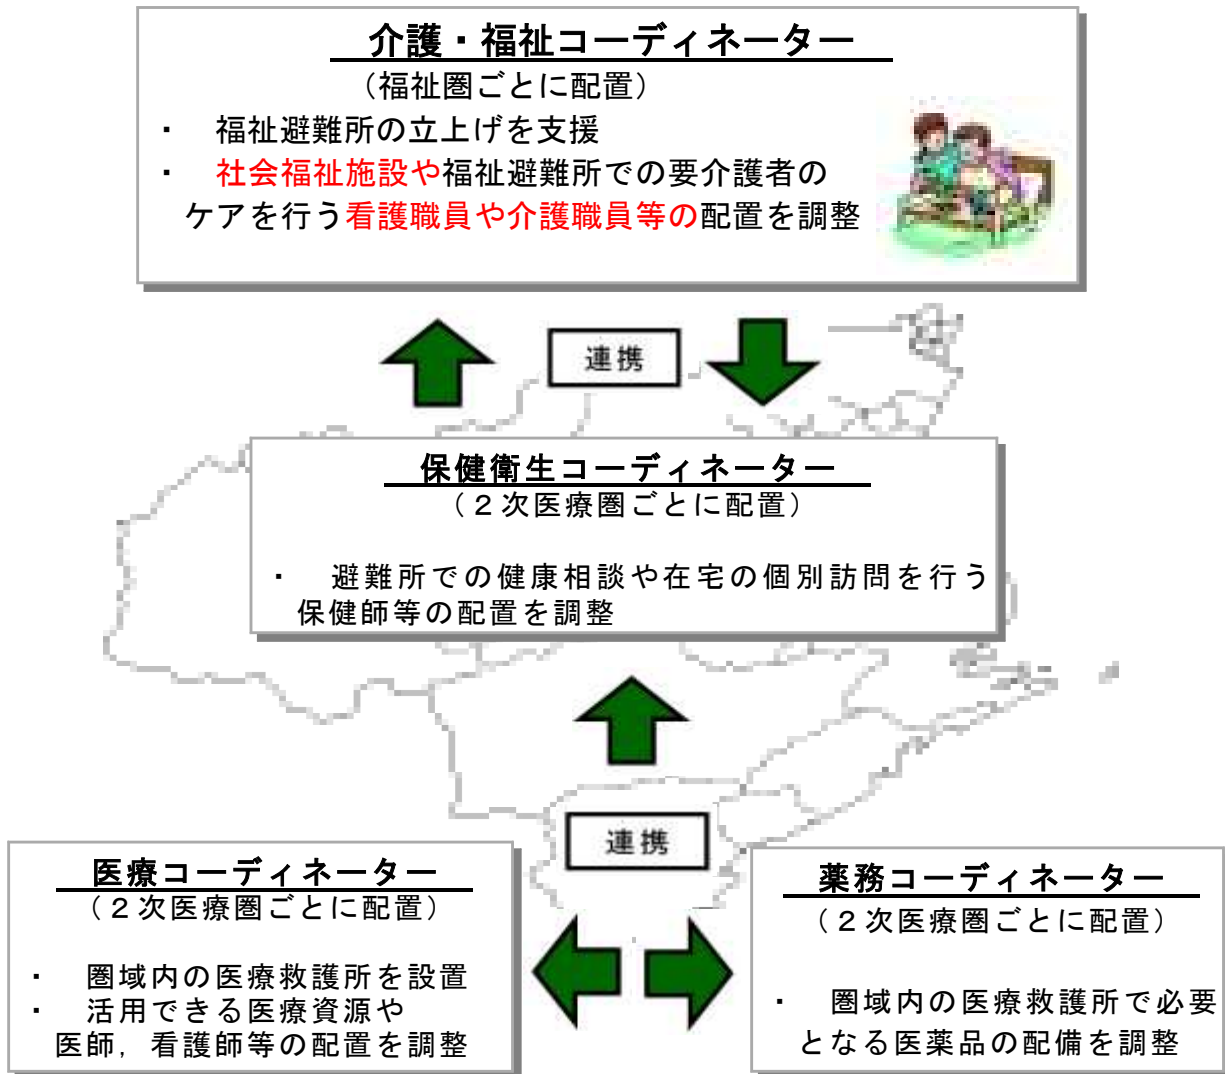 介護・福祉コーディネーター
（福祉圏ごとに配置）
・ 福祉避難所の立上げを支援
・ 社会福祉施設や福祉避難所での要介護者の
ケアを行う看護職員や介護職員等の配置を調整
連携
保健衛生コーディネーター
（２次医療圏ごとに配置）
・ 避難所での健康相談や在宅の個別訪問を行う
保健師等の配置を調整
連携
医療コーディネーター
（２次医療圏ごとに配置）
・ 圏域内の医療救護所を設置
・ 活用できる医療資源や
医師，看護師等の配置を調整
薬務コーディネーター
（２次医療圏ごとに配置）
・ 圏域内の医療救護所で必要
となる医薬品の配備を調整